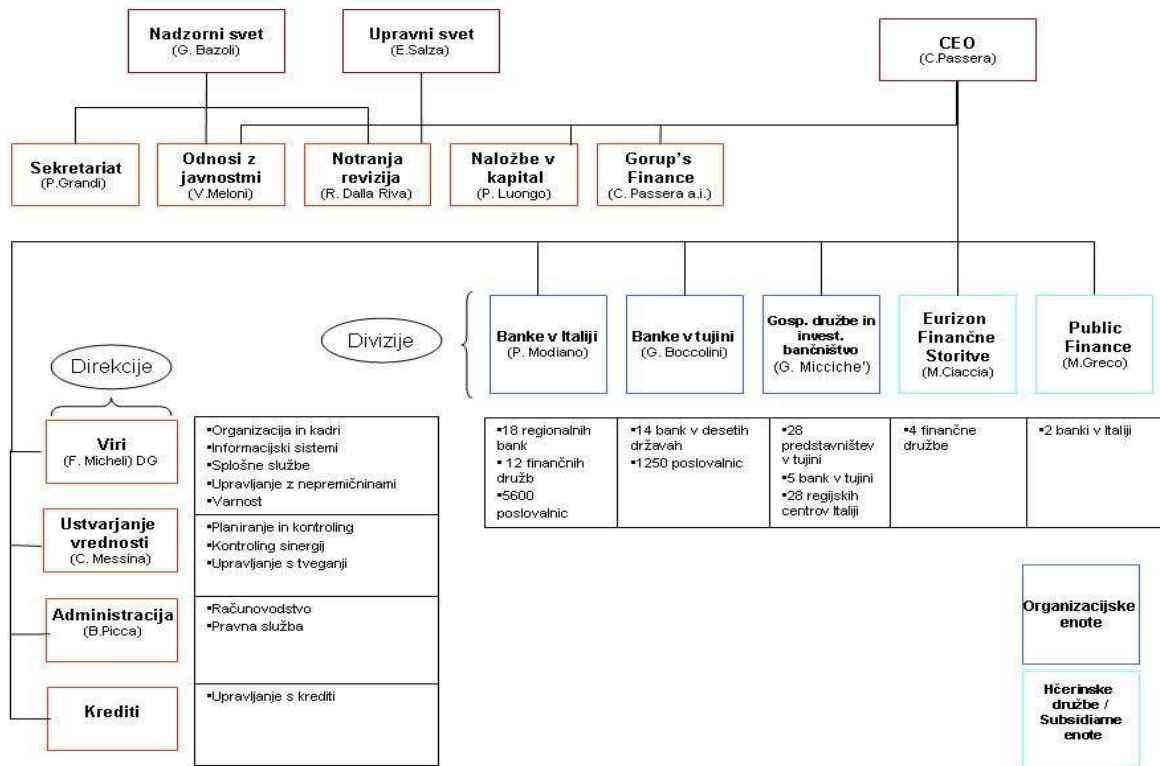 Nadzorni svet
(G. Bazoli)
Upravni svet
(E.Salza)
CEO
(C.Passera)
Sekretariat
(P.Grandi)
Odnosi z
javnostmi
(V.Meloni)
Notranja
revizija
(R. Dalla Riva)
Naložbe v
kapital
(P. Luongo)
Gorup's
Finance
(C. Passera a.i.)
Divizije
Banke v Italiji
(P. Modiano)
Banke v tujini
(G. Boccolini)
Gosp. družbe in
invest.
bančništvo
(G. Micciche')
Eurizon
Finančne
Storitve
(M.Ciaccia)
Public
Finance
(M.Greco)
▪18 regionalnih
bank
▪ 12 finančnih
družb
▪5600
poslovalnic
▪14 bank v desetih
državah
▪1250 poslovalnic
▪28
predstavništev
v tujini
▪5 bank v tujini
▪28 regijskih
centrov Italiji
▪4 finančne
družbe
▪2 banki v Italiji
Direkcije
Viri
(F. Micheli) DG
▪Organizacija in kadri
▪Informacijski sistemi
▪Splošne službe
▪Upravljanje z nepremičninami
▪Varnost
Ustvarjanje
vrednosti
(C. Messina)
▪Planiranje in kontroling
▪Kontroling sinergij
▪Upravljanje s tveganji
Administracija
(B.Picca)
▪Računovodstvo
▪Pravna služba
Krediti
▪Upravljanje s krediti
Organizacijske
enote
Hčerinske
družbe /
Subsidiarne
enote